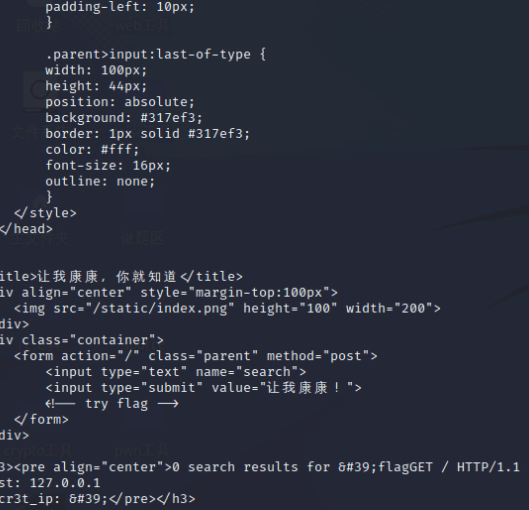 padding-left: 10px;
}
.parent>input:last-of-type {
width: 100px;
height: 44px;
position: absolute;
background: #317ef3;
border: 1px solid #317ef3;
color: #fff;
font-size: 16px;
outline: none;
}
</style>
</head>
itle>让我康康，你就知道</title>
iv align="center" style="margin-top:100px">
<img src="/static/index.png" height="100" width="200">
div>
iv class="container">
<form action="/" class="parent" method="post">
<input type="text" name="search">
<input type="submit" value="让我康康！">
<!-- try flag -->
</form>
div>
3><pre align="center">0 search results for &#39;flagGET / HTTP/1.1
st: 127.0.0.1
cr3t_ip: &#39;</pre></h3>